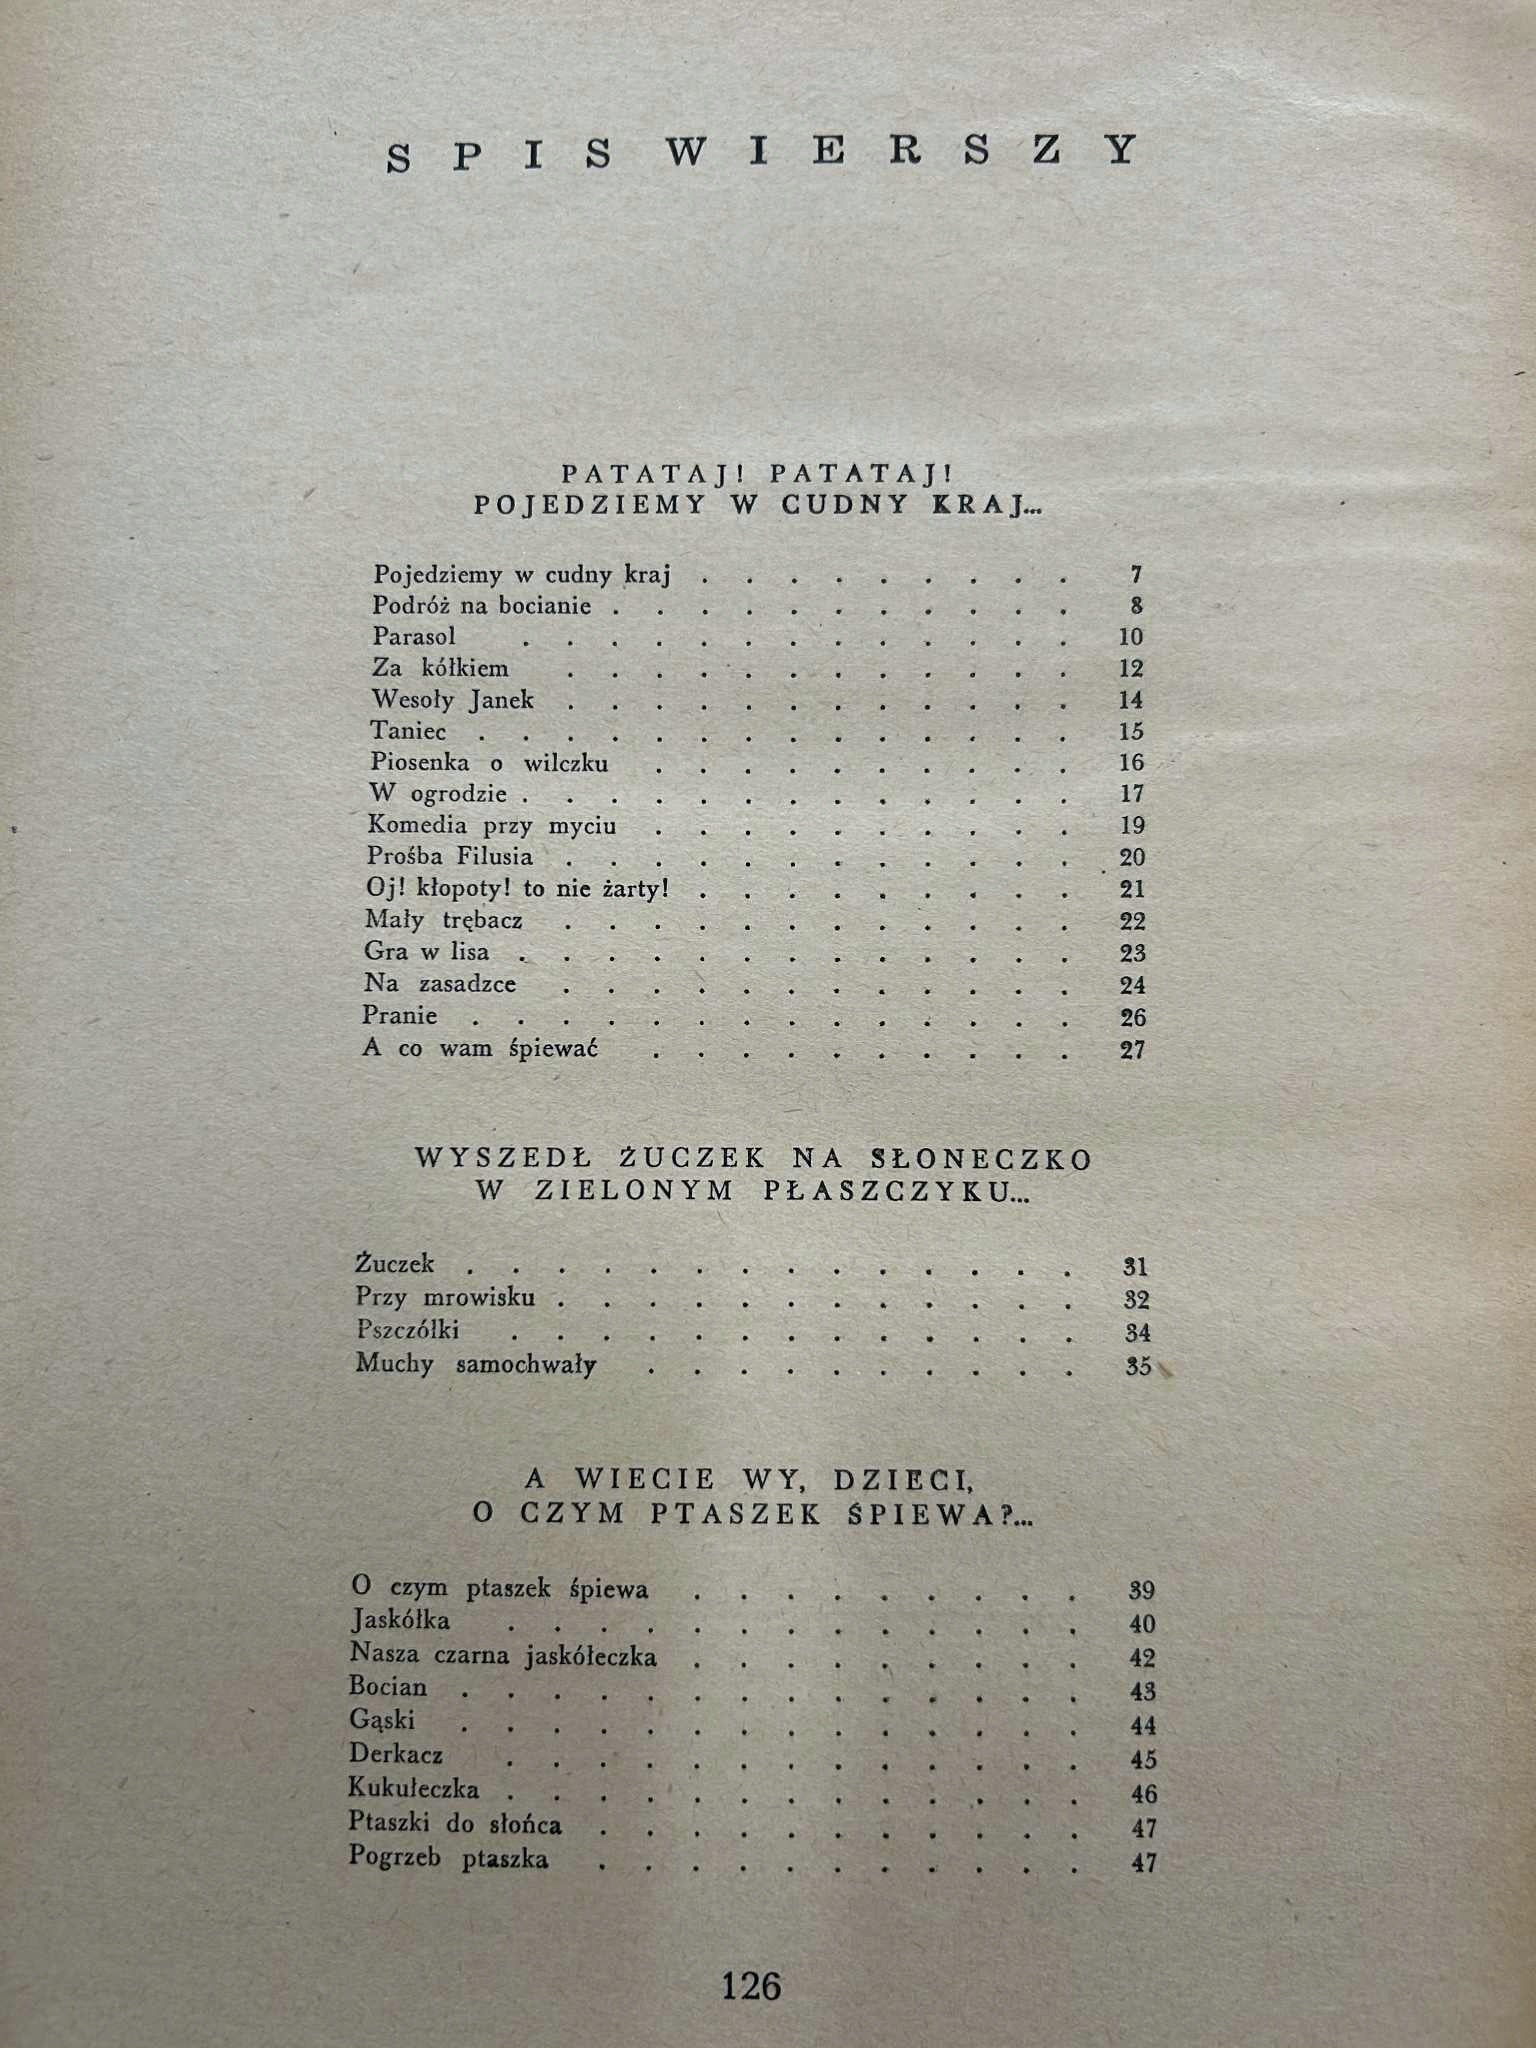 SPIS WIERSZY
PATATAJ! PATATAJ!
POJEDZIEMY W CUDNY KRAJ...
Pojedziemy w cudny kraj . . . . . . . . . 7
Podróż na bocianie . . . . . . . . . . . 8
Parasol . . . . . . . . . . . . . 10
Za kółkiem . . . . . . . . . . . . 12
Wesoły Janek . . . . . . . . . . . . 14
Taniec . . . . . . . . . . . . . . 15
Piosenka o wilczku . . . . . . . . . . 16
W ogrodzie . . . . . . . . . . . . . 17
Komedia przy myciu . . . . . . . . . . 19
Prośba Filusia . . . . . . . . . . . . 20
Oj! kłopoty! to nie żarty! . . . . . . . . . 21
Mały trębacz . . . . . . . . . . . . 22
Gra w lisa . . . . . . . . . . . . . 23
Na zasadzce . . . . . . . . . . . . 24
Pranie . . . . . . . . . . . . . . 26
A co wam śpiewać . . . . . . . . . . 27
WYSZEDŁ ŻUCZEK NA SŁONECZKO
W ZIELONYM PŁASZCZYKU...
Żuczek . . . . . . . . . . . . . . 31
Przy mrowisku . . . . . . . . . . . . 32
Pszczółki . . . . . . . . . . . . . 34
Muchy samochwały . . . . . . . . . . 35
A WIECIE WY, DZIECI,
O CZYM PTASZEK ŚPIEWA?...
O czym ptaszek śpiewa . . . . . . . . . 39
Jaskółka . . . . . . . . . . . . . 40
Nasza czarna jaskółeczka . . . . . . . . . 42
Bocian . . . . . . . . . . . . . . 43
Gąski . . . . . . . . . . . . . . 44
Derkacz . . . . . . . . . . . . . 45
Kukułeczka . . . . . . . . . . . . . 46
Ptaszki do słońca . . . . . . . . . . . 47
Pogrzeb ptaszka . . . . . . . . . . . 47
126